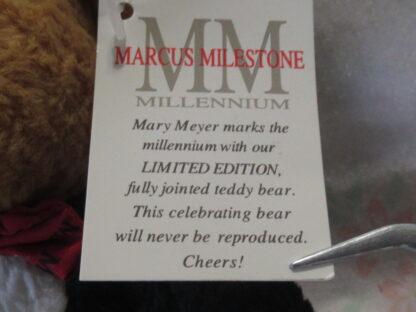 MM
MARCUS MILESTONE
MILLENNIUM
Mary Meyer marks the
millennium with our
LIMITED EDITION,
fully jointed teddy bear.
This celebrating bear
will never be reproduced.
Cheers!